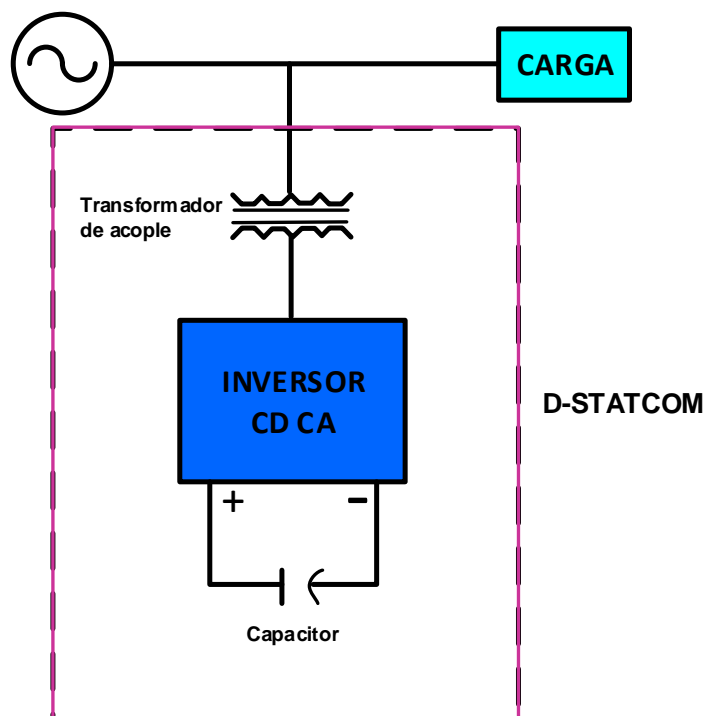 CARGA
Transformador
de acople
INVERSOR
CD CA
D-STATCOM
+ -
Capacitor